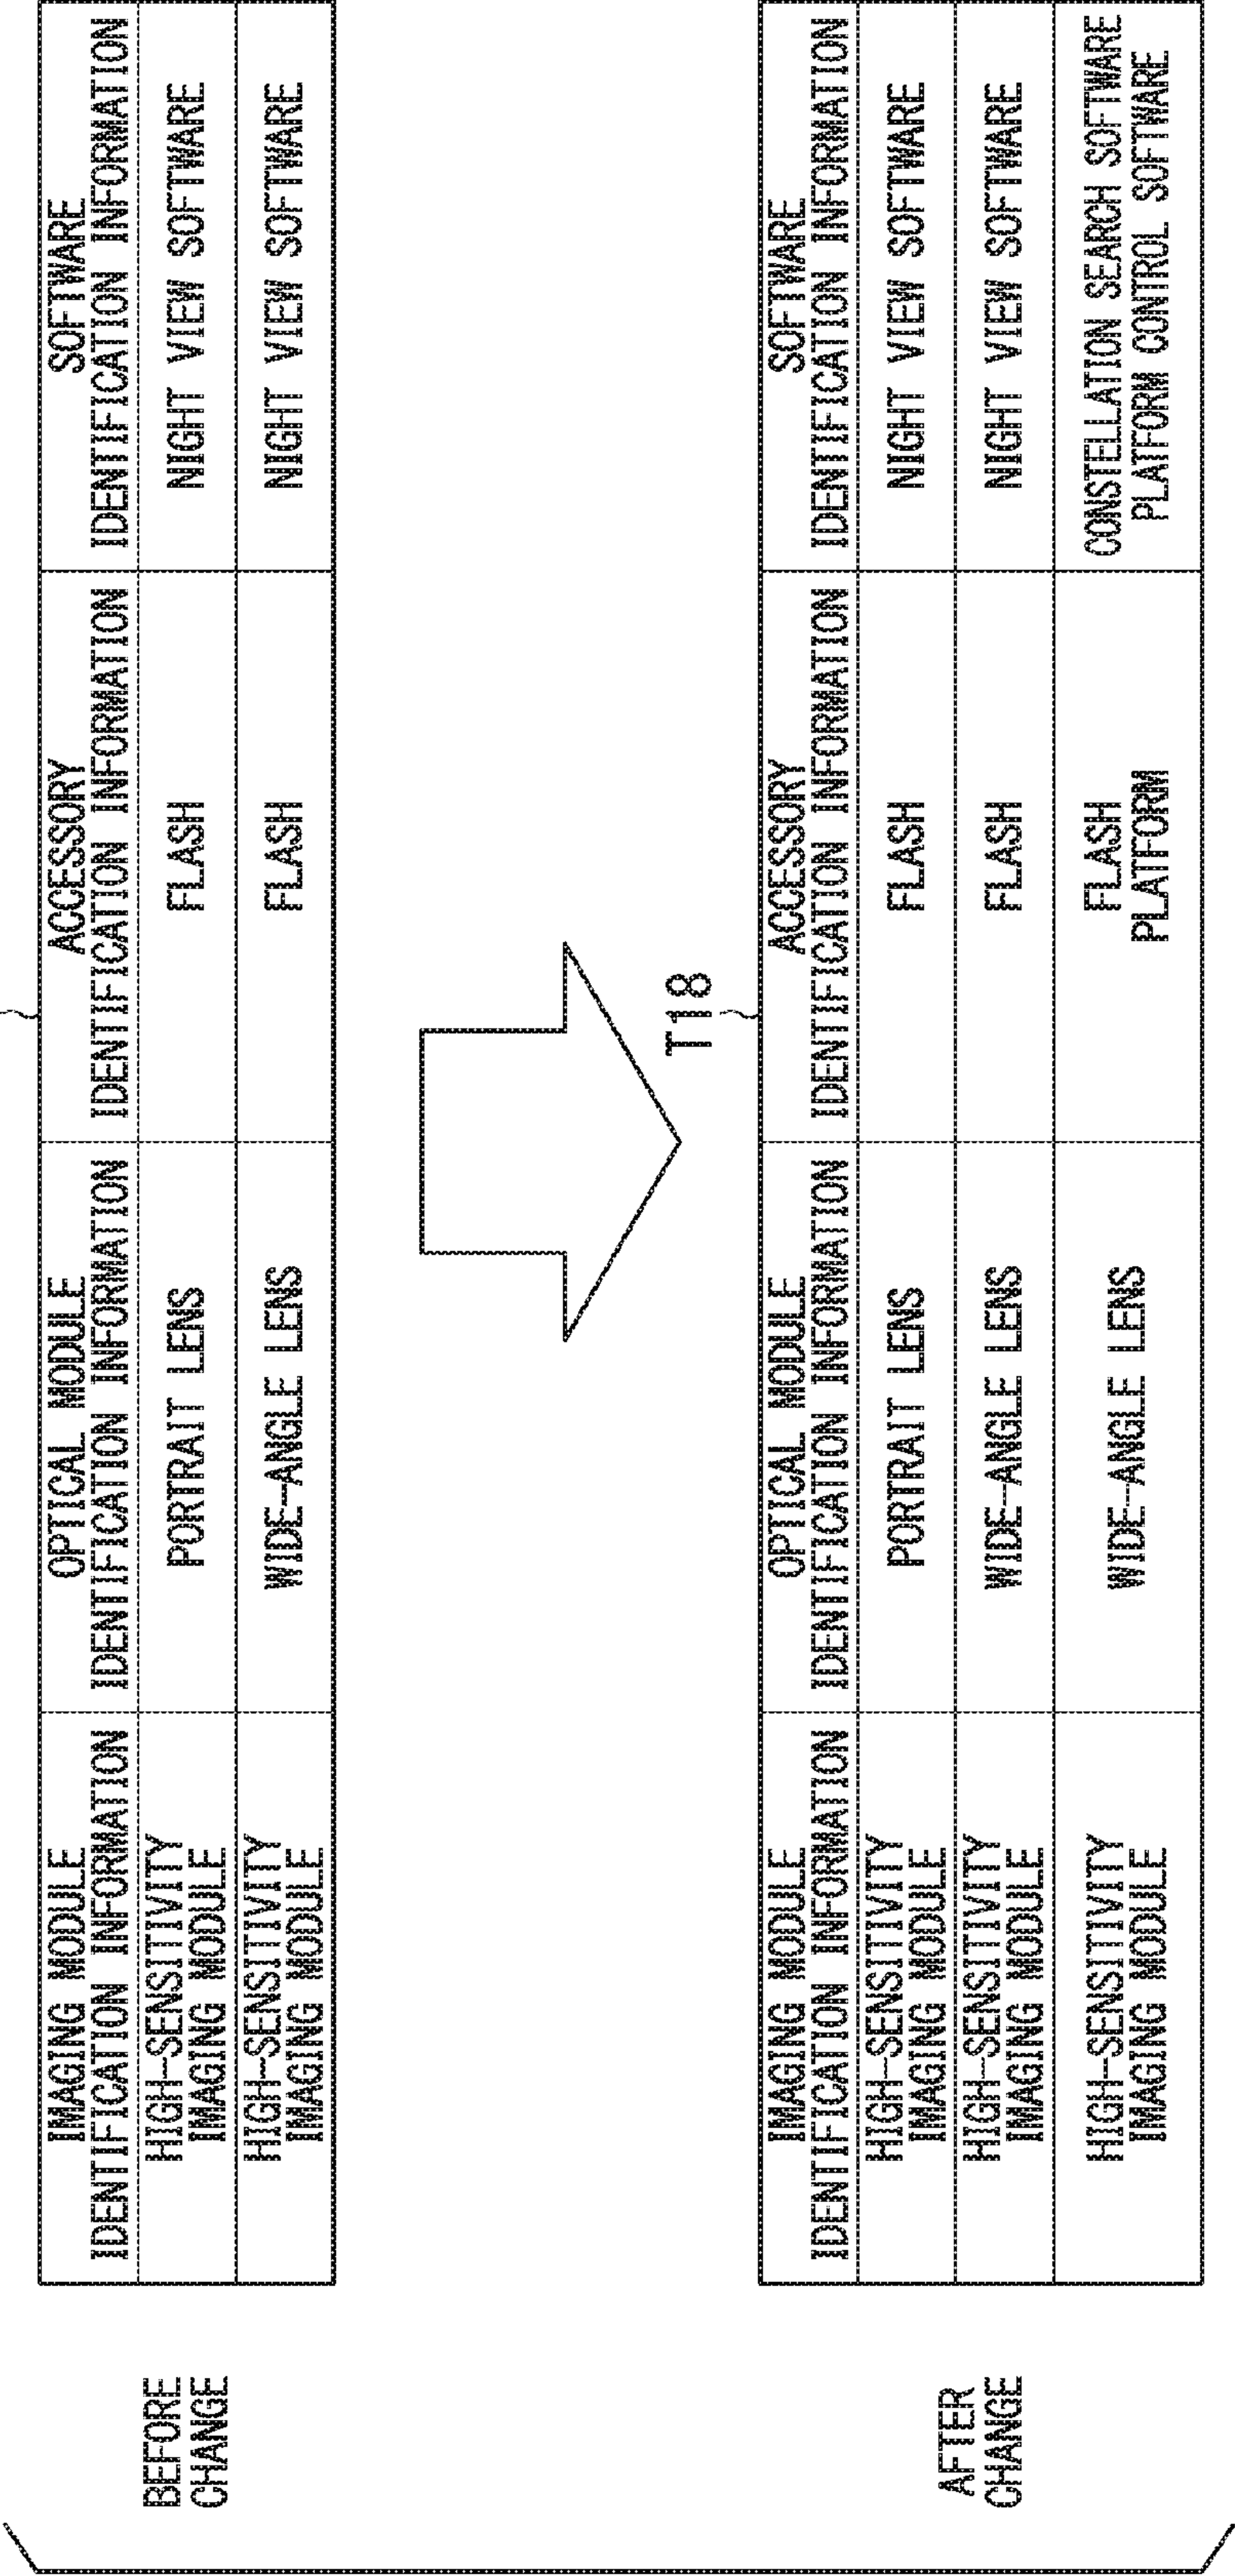 BEFORE
CHANGE
IMAGING MODULE
IDENTIFICATION INFORMATION
OPTICAL MODULE
IDENTIFICATION INFORMATION
ACCESSORY
IDENTIFICATION INFORMATION
SOFTWARE
IDENTIFICATION INFORMATION
HIGH-SENSITIVITY
IMAGING MODULE
PORTRAIT LENS
FLASH
NIGHT VIEW SOFTWARE
HIGH-SENSITIVITY
IMAGING MODULE
WIDE-ANGLE LENS
FLASH
NIGHT VIEW SOFTWARE
T18
AFTER
CHANGE
IMAGING MODULE
IDENTIFICATION INFORMATION
OPTICAL MODULE
IDENTIFICATION INFORMATION
ACCESSORY
IDENTIFICATION INFORMATION
SOFTWARE
IDENTIFICATION INFORMATION
HIGH-SENSITIVITY
IMAGING MODULE
PORTRAIT LENS
FLASH
NIGHT VIEW SOFTWARE
HIGH-SENSITIVITY
IMAGING MODULE
WIDE-ANGLE LENS
FLASH
NIGHT VIEW SOFTWARE
HIGH-SENSITIVITY
IMAGING MODULE
WIDE-ANGLE LENS
FLASH
PLATFORM
CONSTELLATION SEARCH SOFTWARE
PLATFORM CONTROL SOFTWARE